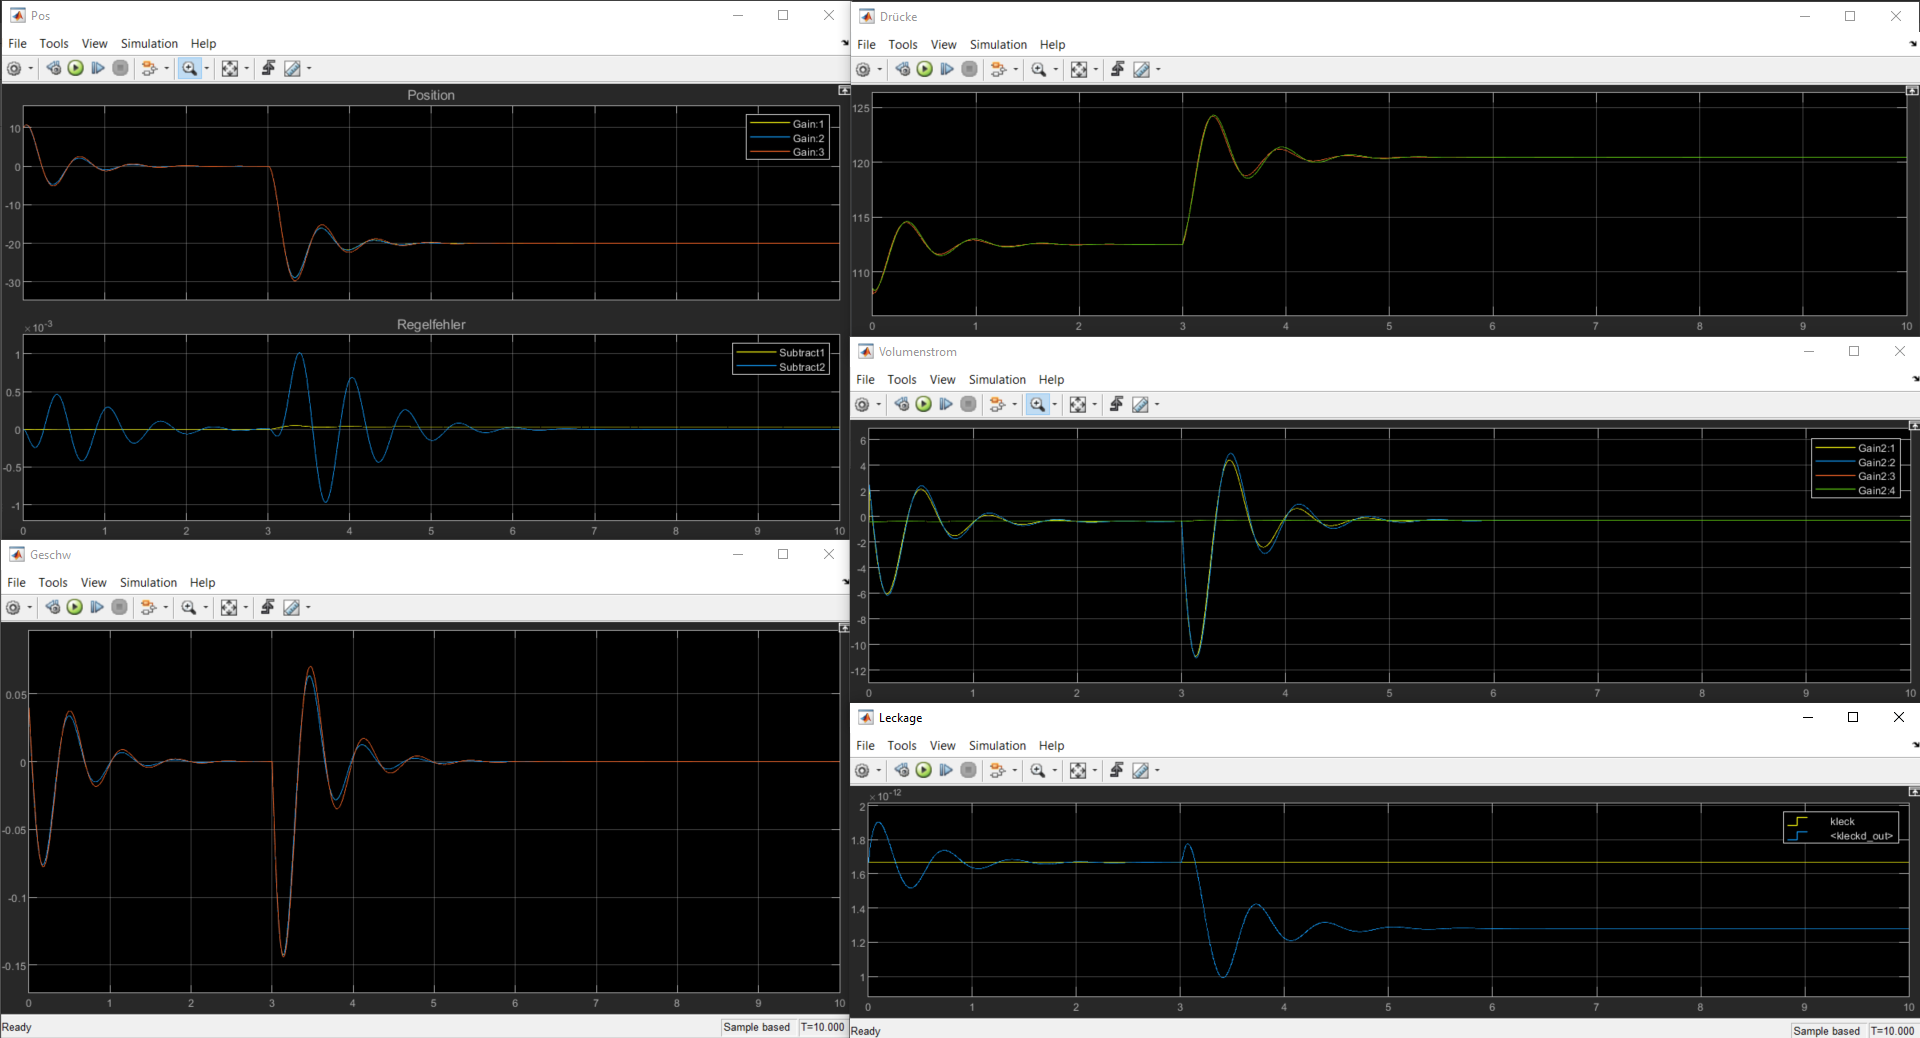 Pos
File Tools View Simulation Help
Position
Gain:1
Gain:2
Gain:3
10
0
-10
-20
-30
Regelfehler
×10-3
Subtract1
Subtract2
1
0.5
0
-0.5
-1
0 1 2 3 4 5 6 7 8 9 10
Geschw
File Tools View Simulation Help
0.05
0
-0.05
-0.1
-0.15
0 1 2 3 4 5 6 7 8 9 10
Ready Sample based T=10.000
Drücke
File Tools View Simulation Help
125
120
115
110
0 1 2 3 4 5 6 7 8 9 10
Volumenstrom
File Tools View Simulation Help
Gain2:1
Gain2:2
Gain2:3
Gain2:4
6
4
2
0
-2
-4
-6
-8
-10
-12
0 1 2 3 4 5 6 7 8 9 10
Leckage
File Tools View Simulation Help
×10-12
kleck
<kleckd_out>
2
1.8
1.6
1.4
1.2
1
0 1 2 3 4 5 6 7 8 9 10
Ready Sample based T=10.000